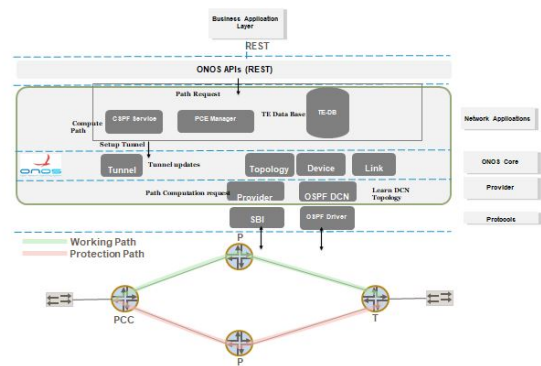 Business Application
Layer
REST
ONOS APIs (REST)
Path Request
CSPF Service
PCE Manager
TE Data Base
TE-DB
Compute
Path
Network Applications
Setup Tunnel
ONOS
Tunnel
Tunnel updates
Topology
Device
Link
ONOS Core
Path Computation request
Provider
OSPF DCN
Learn DCN
Topology
Provider
SBI
OSPF Driver
Protocols
Working Path
Protection Path
P
PCC
T
P